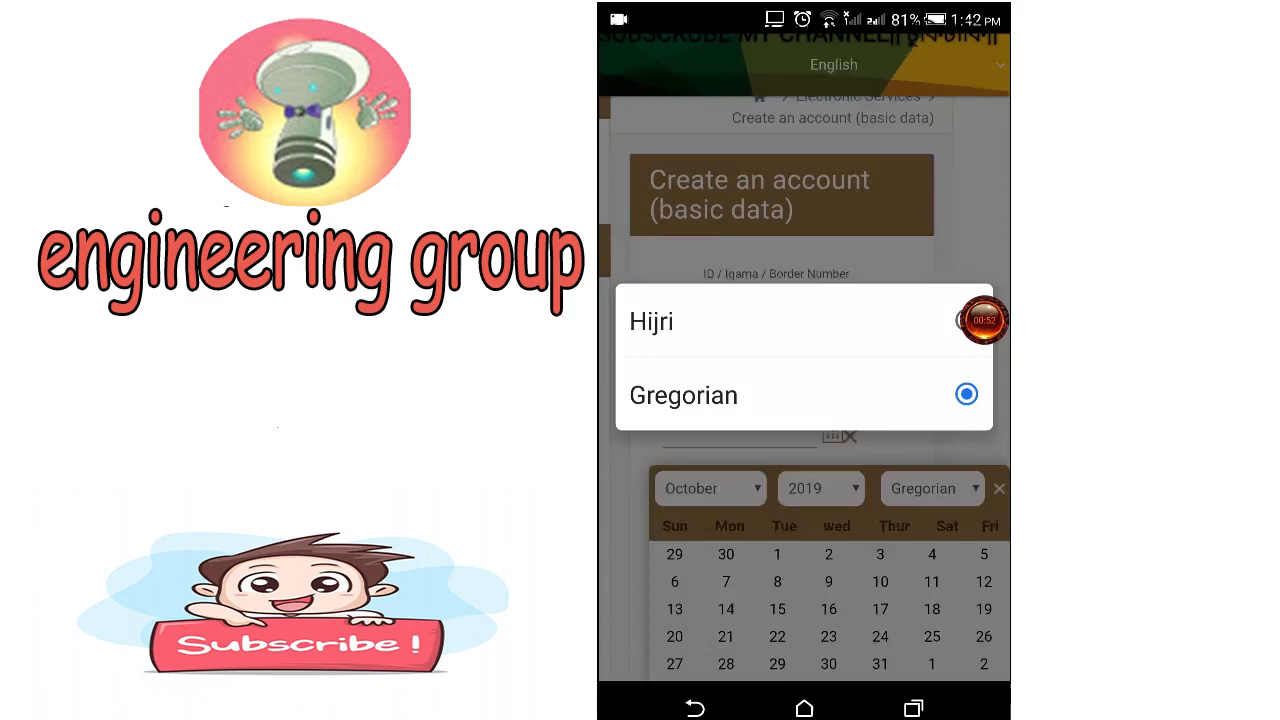 engineering group
Subscribe !
81% 1:42 PM
SUBSCRUBE MY CHANNEL
English
Electronic Services
Create an account (basic data)
Create an account
(basic data)
ID / Iqama / Border Number
Hijri
00:52
Gregorian
October 2019 Gregorian
Sun Mon Tue wed Thur Sat Fri
29 30 1 2 3 4 5
6 7 8 9 10 11 12
13 14 15 16 17 18 19
20 21 22 23 24 25 26
27 28 29 30 31 1 2